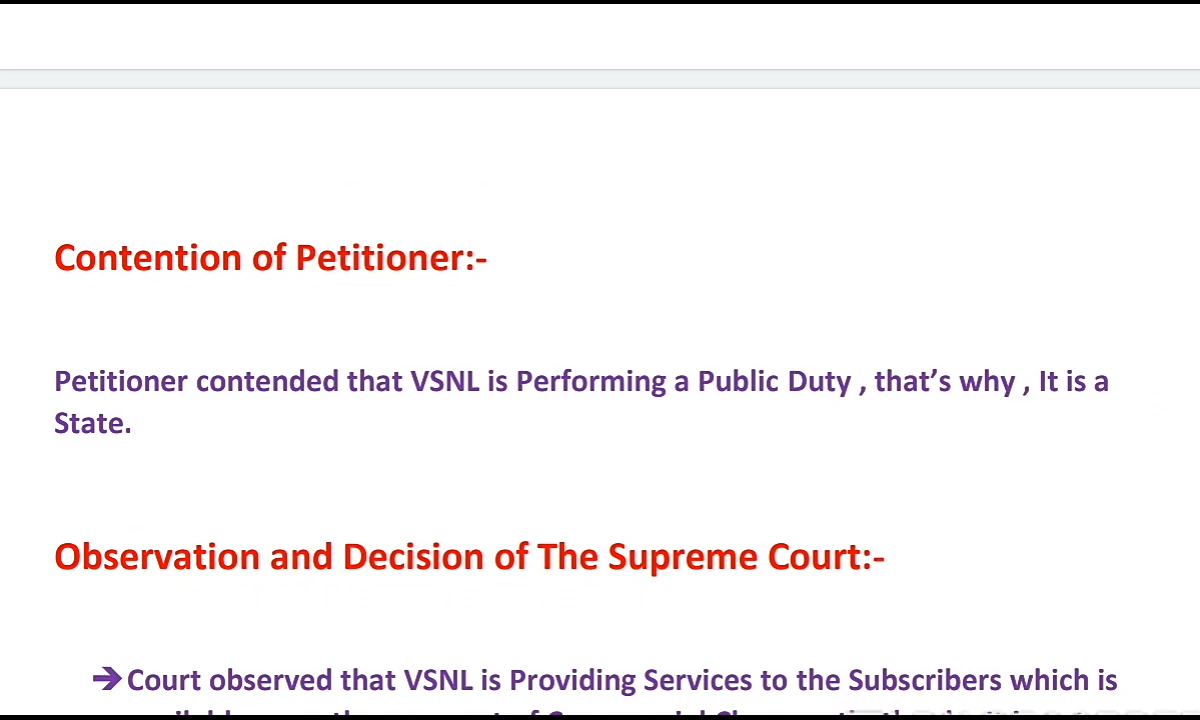 Contention of Petitioner:-
Petitioner contended that VSNL is Performing a Public Duty , that’s why , It is a
State.
Observation and Decision of The Supreme Court:-
➔ Court observed that VSNL is Providing Services to the Subscribers which is